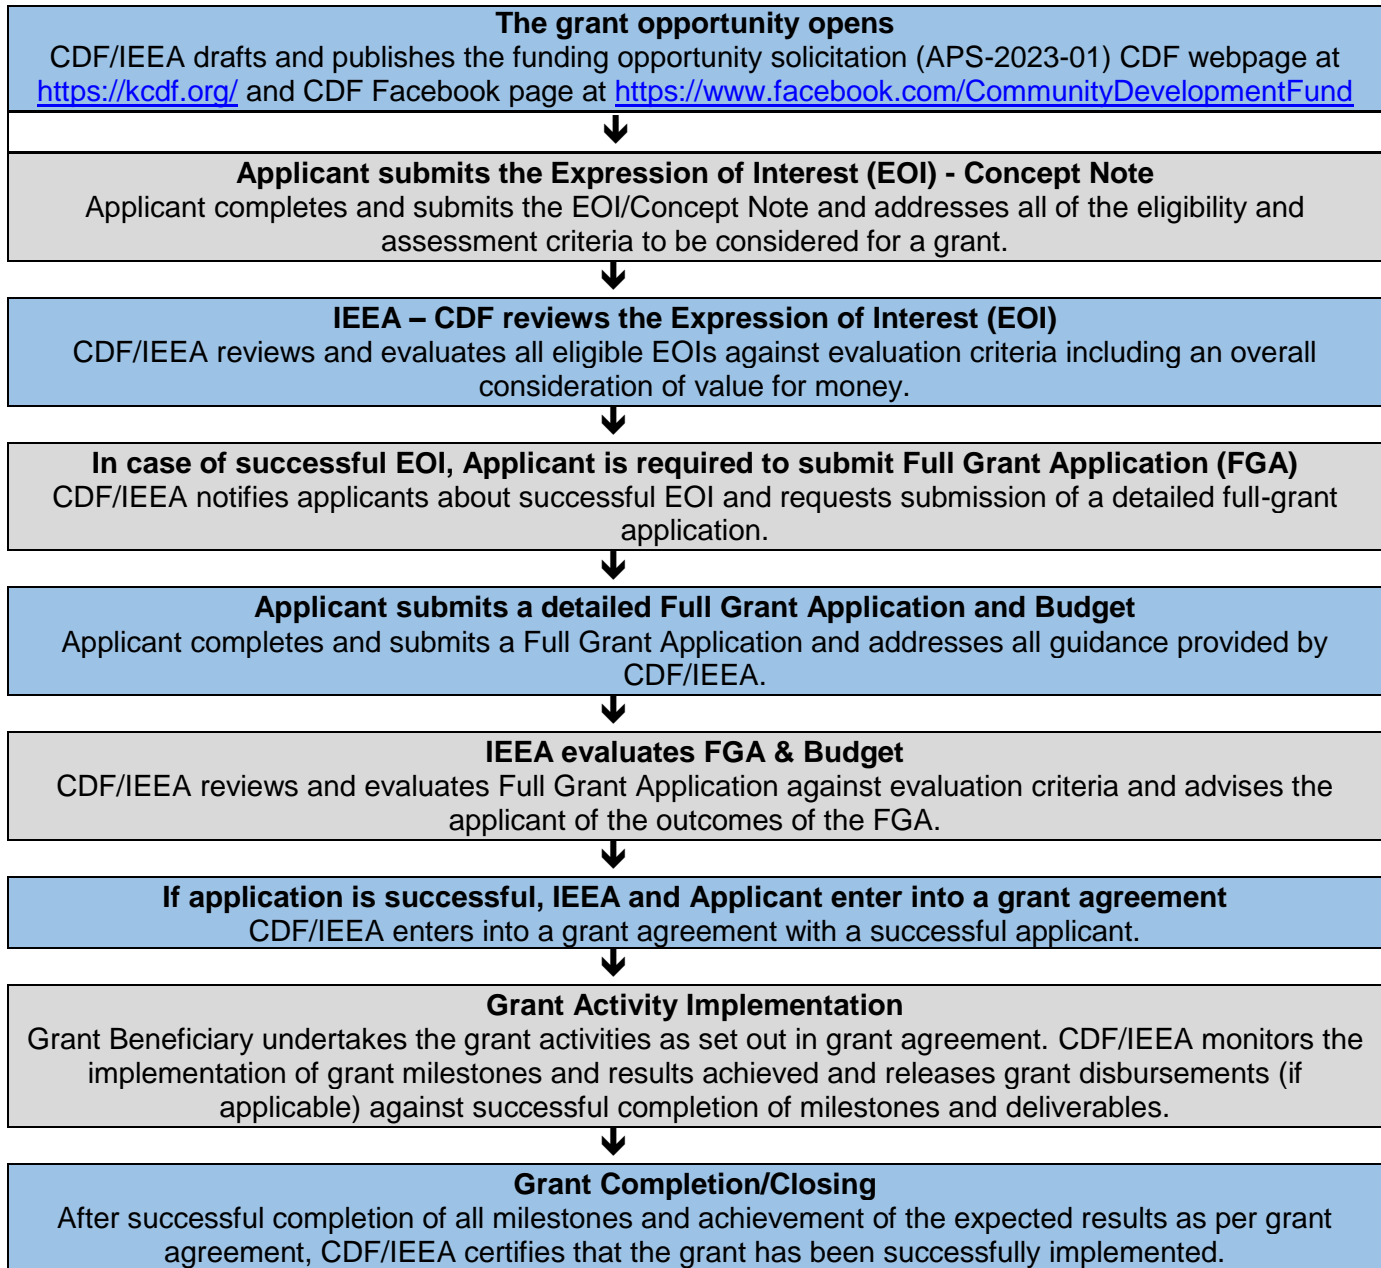 The grant opportunity opens
CDF/IEEA drafts and publishes the funding opportunity solicitation (APS-2023-01) CDF webpage at
https://kcdf.org/ and CDF Facebook page at https://www.facebook.com/CommunityDevelopmentFund
Applicant submits the Expression of Interest (EOI) - Concept Note
Applicant completes and submits the EOI/Concept Note and addresses all of the eligibility and
assessment criteria to be considered for a grant.
IEEA – CDF reviews the Expression of Interest (EOI)
CDF/IEEA reviews and evaluates all eligible EOIs against evaluation criteria including an overall
consideration of value for money.
In case of successful EOI, Applicant is required to submit Full Grant Application (FGA)
CDF/IEEA notifies applicants about successful EOI and requests submission of a detailed full-grant
application.
Applicant submits a detailed Full Grant Application and Budget
Applicant completes and submits a Full Grant Application and addresses all guidance provided by
CDF/IEEA.
IEEA evaluates FGA & Budget
CDF/IEEA reviews and evaluates Full Grant Application against evaluation criteria and advises the
applicant of the outcomes of the FGA.
If application is successful, IEEA and Applicant enter into a grant agreement
CDF/IEEA enters into a grant agreement with a successful applicant.
Grant Activity Implementation
Grant Beneficiary undertakes the grant activities as set out in grant agreement. CDF/IEEA monitors the
implementation of grant milestones and results achieved and releases grant disbursements (if
applicable) against successful completion of milestones and deliverables.
Grant Completion/Closing
After successful completion of all milestones and achievement of the expected results as per grant
agreement, CDF/IEEA certifies that the grant has been successfully implemented.